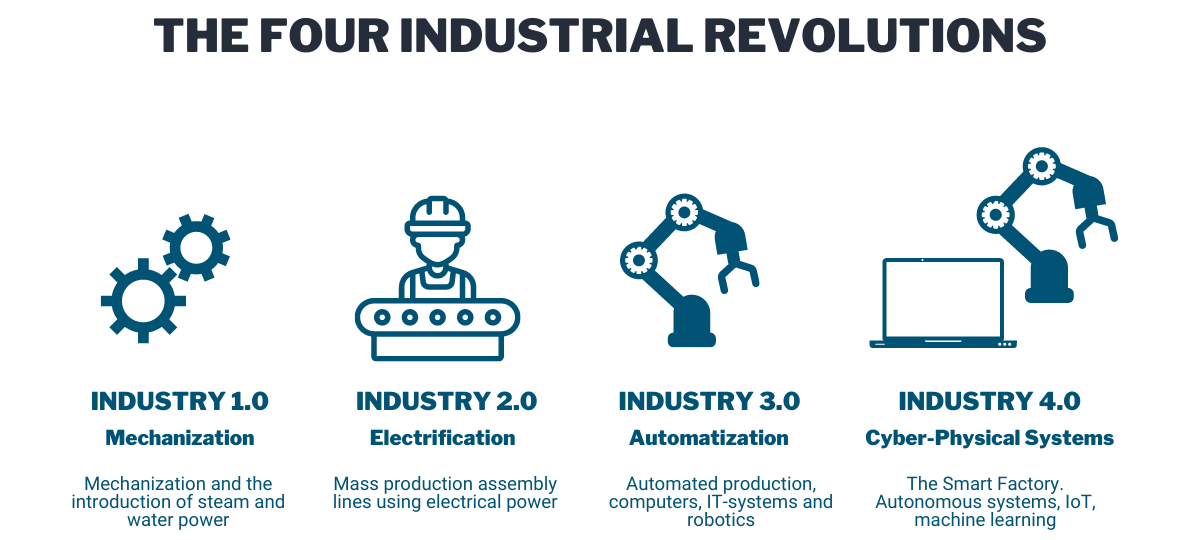 THE FOUR INDUSTRIAL REVOLUTIONS
INDUSTRY 1.0
Mechanization
Mechanization and the
introduction of steam and
water power
INDUSTRY 2.0
Electrification
Mass production assembly
lines using electrical power
INDUSTRY 3.0
Automatization
Automated production,
computers, IT-systems and
robotics
INDUSTRY 4.0
Cyber-Physical Systems
The Smart Factory.
Autonomous systems, IoT,
machine learning